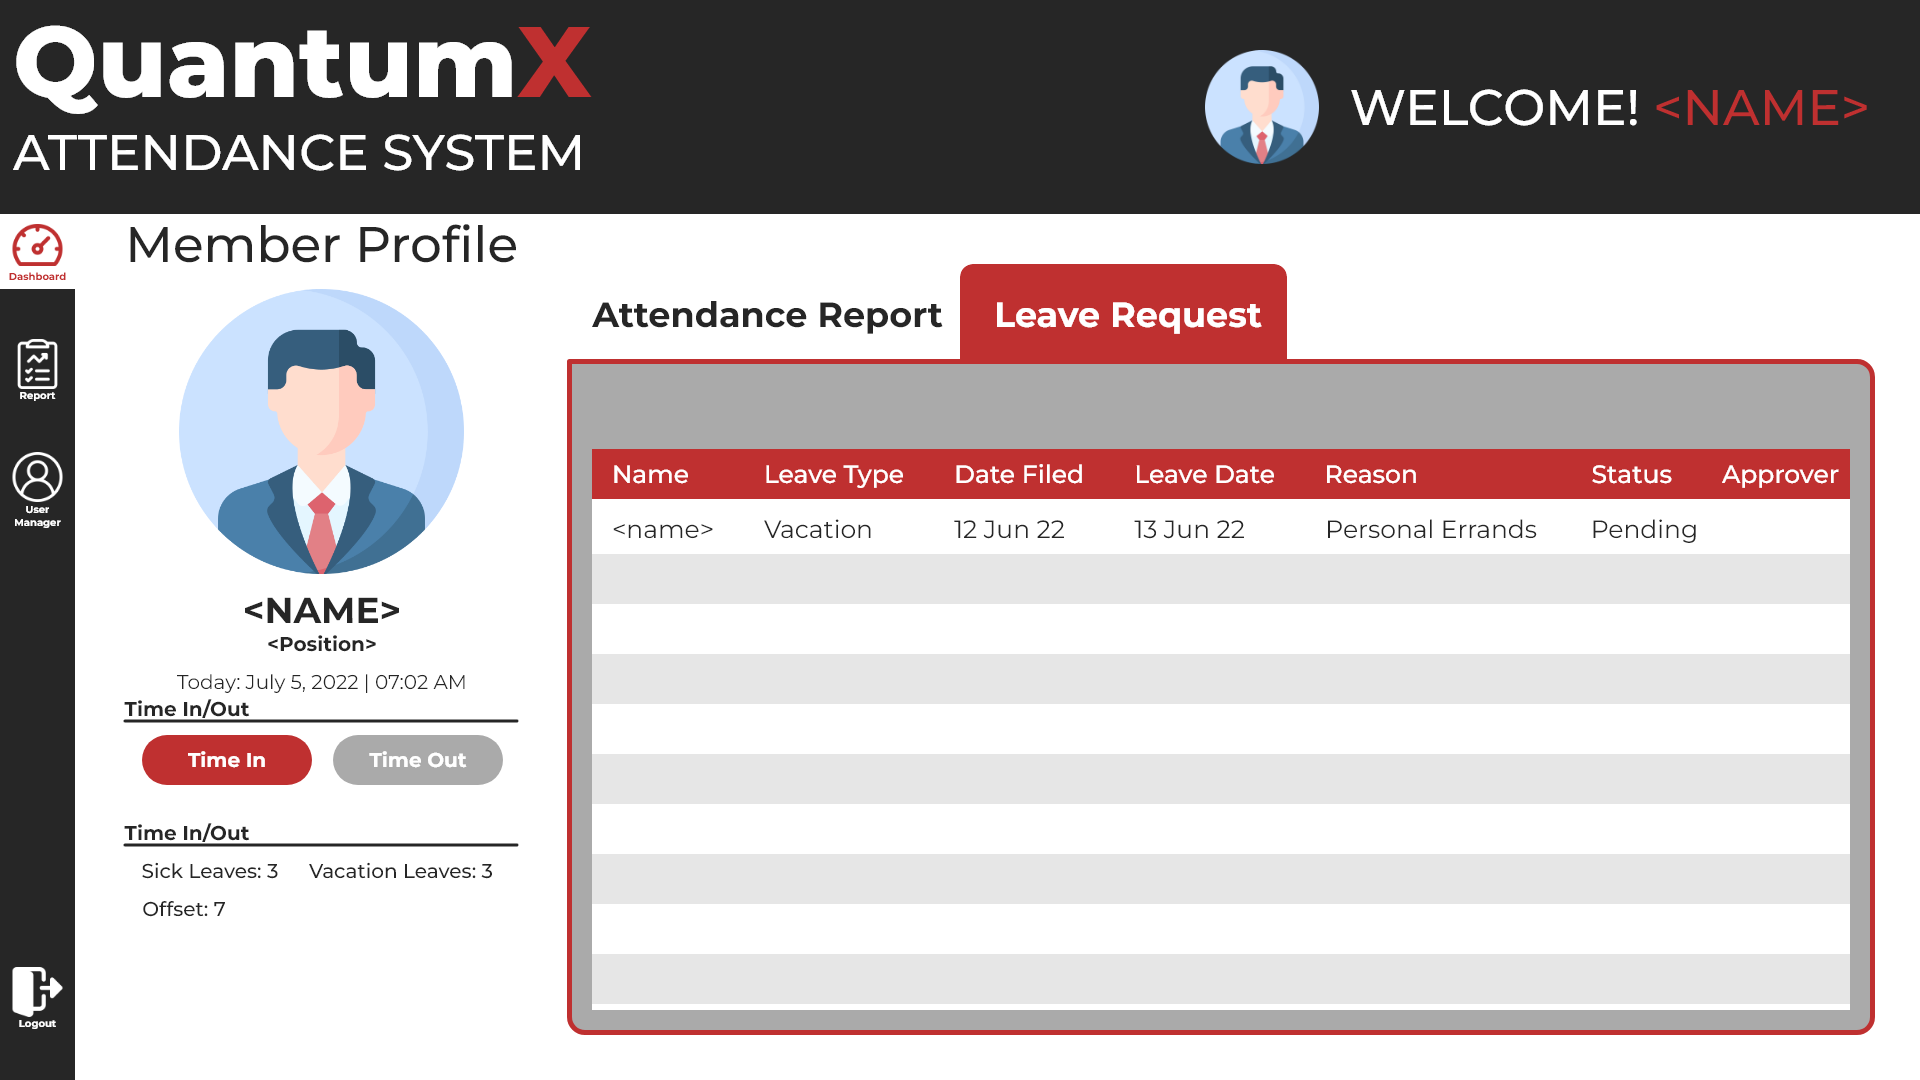 QuantumX
ATTENDANCE SYSTEM
WELCOME! <NAME>
Dashboard
Report
User
Manager
Logout
Member Profile
<NAME>
<Position>
Today: July 5, 2022 | 07:02 AM
Time In/Out
Time In Time Out
Time In/Out
Sick Leaves: 3 Vacation Leaves: 3
Offset: 7
Attendance Report Leave Request
Name Leave Type Date Filed Leave Date Reason Status Approver
<name> Vacation 12 Jun 22 13 Jun 22 Personal Errands Pending